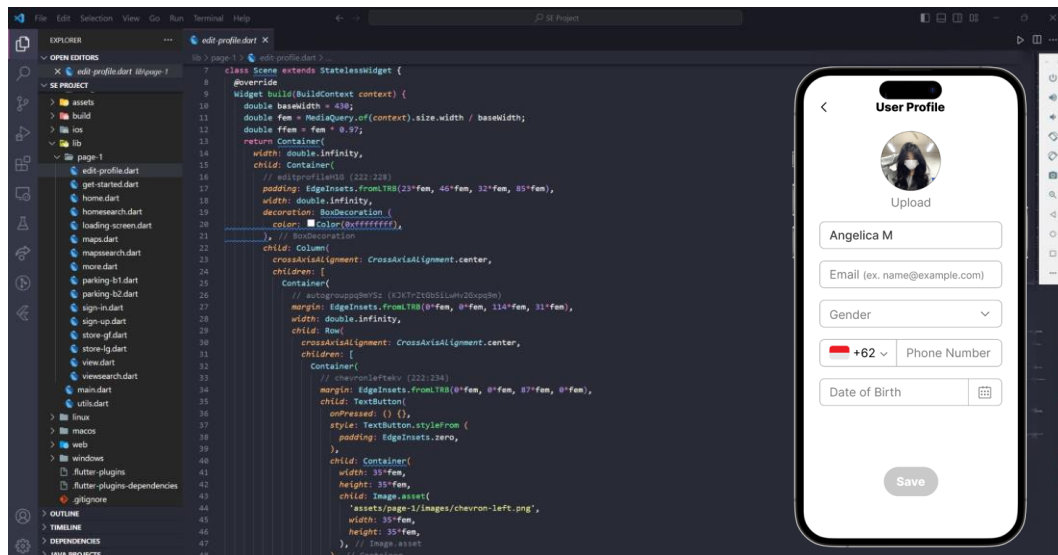 File Edit Selection View Go Run Terminal Help
SE Project
EXPLORER
edit-profile.dart
OPEN EDITORS
edit-profile.dart lib\page-1
SE PROJECT
assets
build
ios
lib
page-1
edit-profile.dart
get-started.dart
home.dart
homesearch.dart
loading-screen.dart
maps.dart
mapssearch.dart
more.dart
parking-b1.dart
parking-b2.dart
sign-in.dart
sign-up.dart
store-gf.dart
store-lg.dart
view.dart
viewsearch.dart
main.dart
utils.dart
linux
macos
web
windows
.flutter-plugins
.flutter-plugins-dependencies
.gitignore
OUTLINE
TIMELINE
DEPENDENCIES
JAVA PROJECTS
lib > page-1 > edit-profile.dart > ...
7 class Scene extends StatelessWidget {
8 @override
9 Widget build(BuildContext context) {
10 double baseWidth = 430;
11 double fem = MediaQuery.of(context).size.width / baseWidth;
12 double ffem = fem * 0.97;
13 return Container(
14 width: double.infinity,
15 child: Container(
16 // editprofileH1G (222:228)
17 padding: EdgeInsets.fromLTRB(23*fem, 46*fem, 32*fem, 85*fem),
18 width: double.infinity,
19 decoration: BoxDecoration (
20 color: Color(0xffffffff),
21 ), // BoxDecoration
22 child: Column(
23 crossAxisAlignment: CrossAxisAlignment.center,
24 children: [
25 Container(
26 // autogrouppq9mYSz (KJKTrZtGbSiLwHv2Gxpq9m)
27 margin: EdgeInsets.fromLTRB(0*fem, 0*fem, 114*fem, 31*fem),
28 width: double.infinity,
29 child: Row(
30 crossAxisAlignment: CrossAxisAlignment.center,
31 children: [
32 Container(
33 // chevronleftekv (222:234)
34 margin: EdgeInsets.fromLTRB(0*fem, 0*fem, 87*fem, 0*fem),
35 child: TextButton(
36 onPressed: () {},
37 style: TextButton.styleFrom (
38 padding: EdgeInsets.zero,
39 ),
40 child: Container(
41 width: 35*fem,
42 height: 35*fem,
43 child: Image.asset(
44 'assets/page-1/images/chevron-left.png',
45 width: 35*fem,
46 height: 35*fem,
47 ), // Image.asset
User Profile
Upload
Angelica M
Email (ex. name@example.com)
Gender
+62 Phone Number
Date of Birth
Save